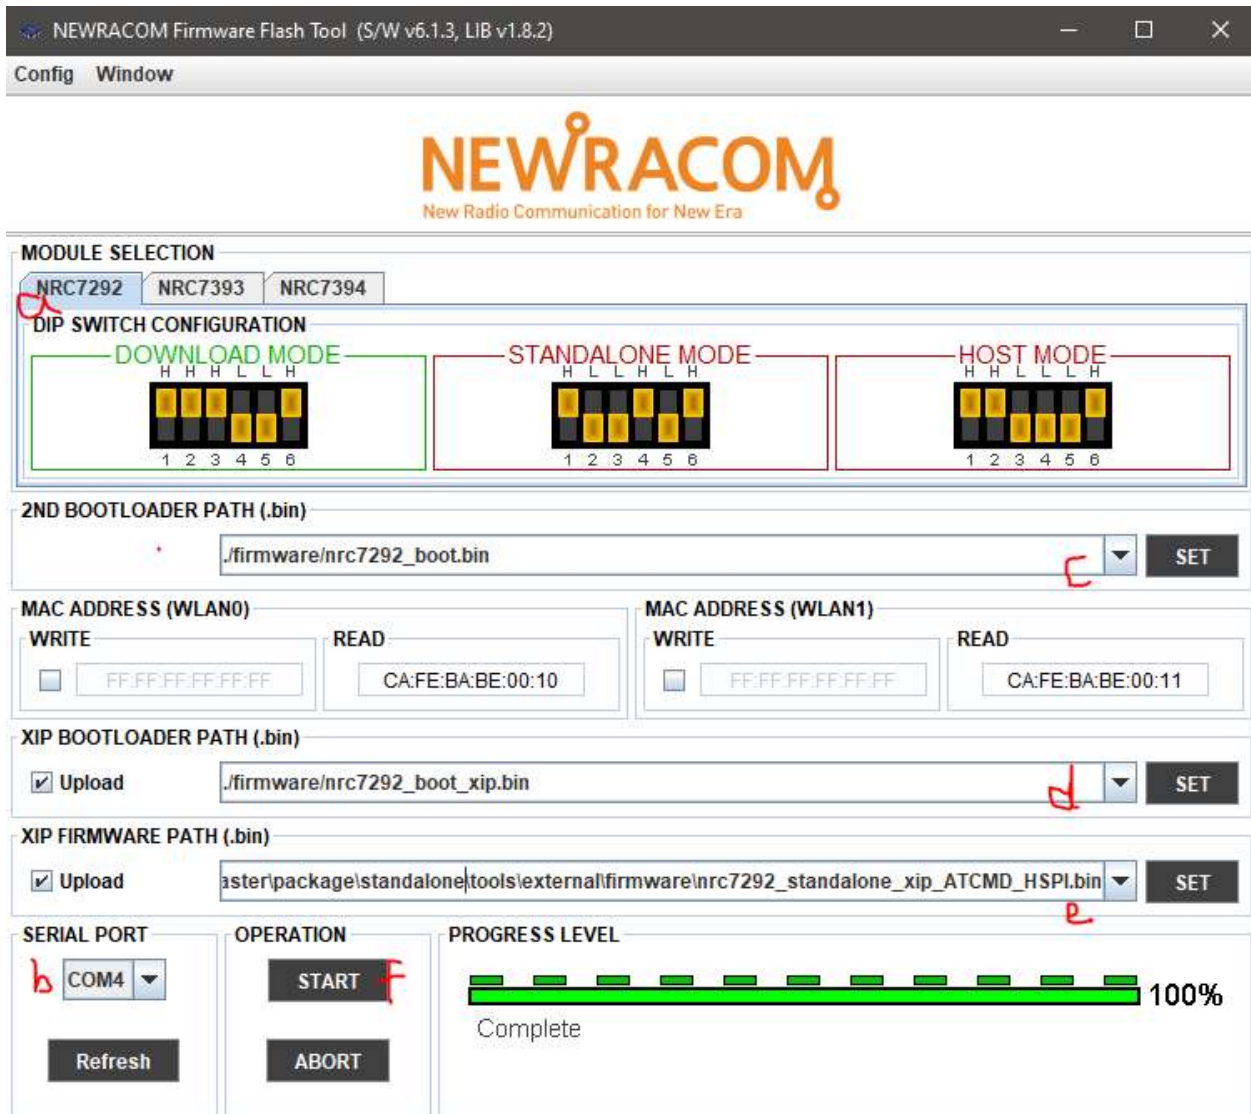 NEWRACOM Firmware Flash Tool (S/W v6.1.3, LIB v1.8.2)
Config Window
NEWRACOM
New Radio Communication for New Era
MODULE SELECTION
NRC7292 NRC7393 NRC7394
a
DIP SWITCH CONFIGURATION
DOWNLOAD MODE STANDALONE MODE HOST MODE
H H H L L H H L L H L H H H L L L H
1 2 3 4 5 6 1 2 3 4 5 6 1 2 3 4 5 6
2ND BOOTLOADER PATH (.bin)
./firmware/nrc7292_boot.bin c SET
MAC ADDRESS (WLAN0) MAC ADDRESS (WLAN1)
WRITE READ WRITE READ
FF:FF:FF:FF:FF:FF CA:FE:BA:BE:00:10 FF:FF:FF:FF:FF:FF CA:FE:BA:BE:00:11
XIP BOOTLOADER PATH (.bin)
Upload ./firmware/nrc7292_boot_xip.bin d SET
XIP FIRMWARE PATH (.bin)
Upload aster\package\standalone\tools\external\firmware\nrc7292_standalone_xip_ATCMD_HSPI.bin SET
e
SERIAL PORT OPERATION PROGRESS LEVEL
b COM4 START f 100%
Complete
Refresh ABORT